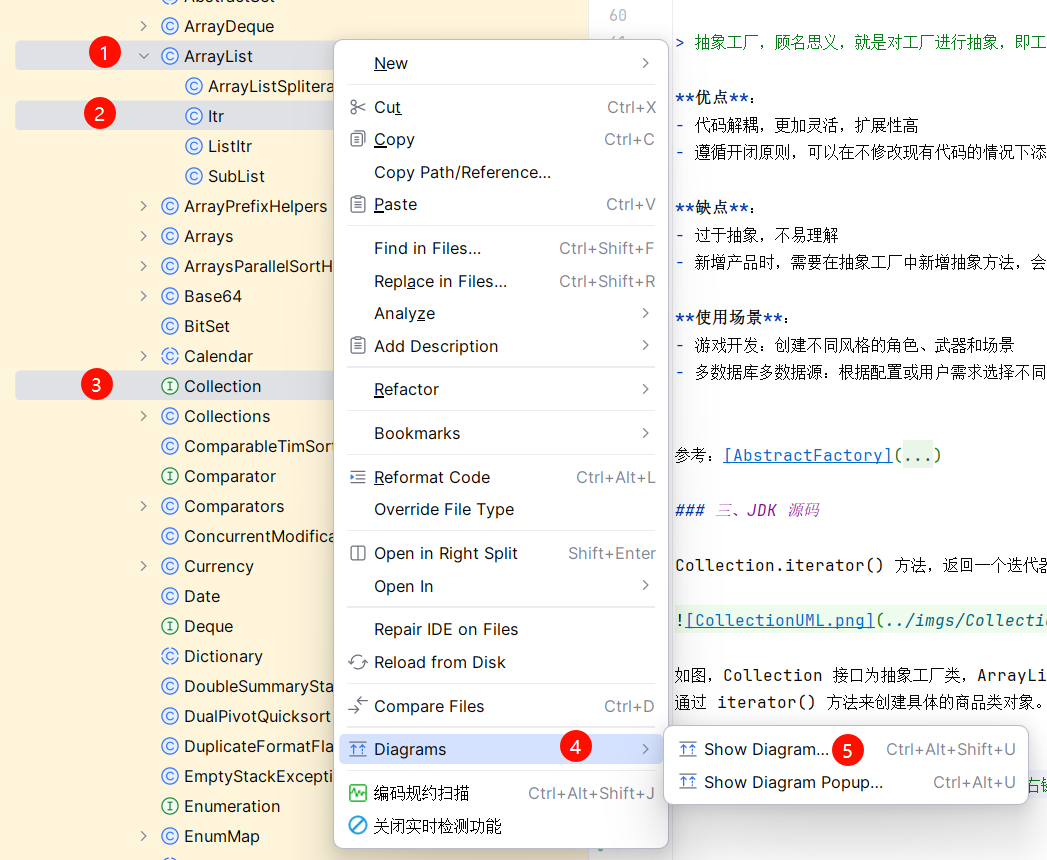 AbstractSet
ArrayDeque
1
ArrayList
ArrayListSplitera
2
Itr
ListItr
SubList
ArrayPrefixHelpers
Arrays
ArraysParallelSortH
Base64
BitSet
Calendar
3
Collection
Collections
ComparableTimSort
Comparator
Comparators
ConcurrentModifica
Currency
Date
Deque
Dictionary
DoubleSummarySta
DualPivotQuicksort
DuplicateFormatFla
EmptyStackExcepti
Enumeration
EnumMap
New
Cut Ctrl+X
Copy Ctrl+C
Copy Path/Reference...
Paste Ctrl+V
Find in Files... Ctrl+Shift+F
Replace in Files... Ctrl+Shift+R
Analyze
Add Description
Refactor
Bookmarks
Reformat Code Ctrl+Alt+L
Override File Type
Open in Right Split Shift+Enter
Open In
Repair IDE on Files
Reload from Disk
Compare Files Ctrl+D
Diagrams 4
编码规约扫描 Ctrl+Alt+Shift+J
关闭实时检测功能
Show Diagram... 5 Ctrl+Alt+Shift+U
Show Diagram Popup... Ctrl+Alt+U
60
> 抽象工厂，顾名思义，就是对工厂进行抽象，即工
**优点**：
- 代码解耦，更加灵活，扩展性高
- 遵循开闭原则，可以在不修改现有代码的情况下添
**缺点**：
- 过于抽象，不易理解
- 新增产品时，需要在抽象工厂中新增抽象方法，会
**使用场景**：
- 游戏开发：创建不同风格的角色、武器和场景
- 多数据库多数据源：根据配置或用户需求选择不同
参考：[AbstractFactory](...)
### 三、JDK 源码
Collection.iterator() 方法，返回一个迭代器
![CollectionUML.png](../imgs/Collecti
如图，Collection 接口为抽象工厂类，ArrayLi
通过 iterator() 方法来创建具体的商品类对象。
右键